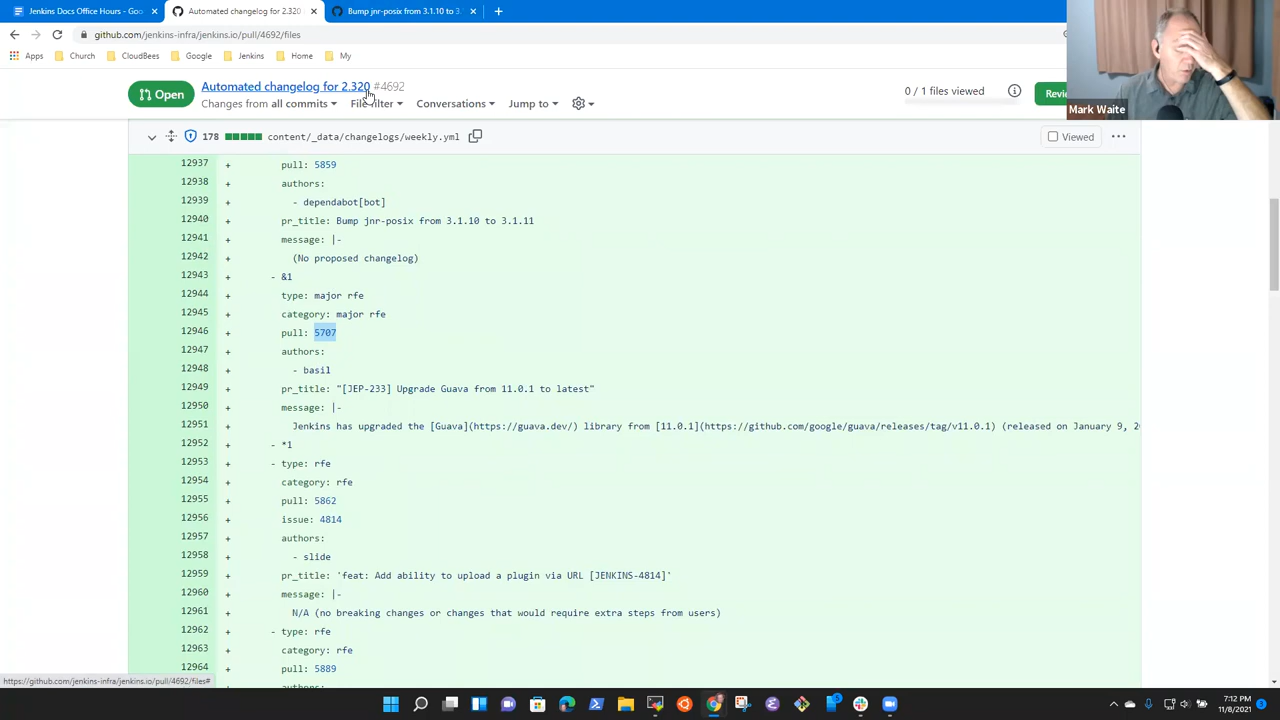 Jenkins Docs Office Hours - Goo
Automated changelog for 2.320
Bump jnr-posix from 3.1.10 to 3.1
github.com/jenkins-infra/jenkins.io/pull/4692/files
Apps
Church
CloudBees
Google
Jenkins
Home
My
Open
Automated changelog for 2.320 #4692
Changes from all commits
File filter
Conversations
Jump to
0 / 1 files viewed
Mark Waite
178
content/_data/changelogs/weekly.yml
Viewed
12937 + pull: 5859
12938 + authors:
12939 + - dependabot[bot]
12940 + pr_title: Bump jnr-posix from 3.1.10 to 3.1.11
12941 + message: |-
12942 + (No proposed changelog)
12943 + - &1
12944 + type: major rfe
12945 + category: major rfe
12946 + pull: 5707
12947 + authors:
12948 + - basil
12949 + pr_title: "[JEP-233] Upgrade Guava from 11.0.1 to latest"
12950 + message: |-
12951 + Jenkins has upgraded the [Guava](https://guava.dev/) library from [11.0.1](https://github.com/google/guava/releases/tag/v11.0.1) (released on January 9, 2
12952 + - *1
12953 + - type: rfe
12954 + category: rfe
12955 + pull: 5862
12956 + issue: 4814
12957 + authors:
12958 + - slide
12959 + pr_title: 'feat: Add ability to upload a plugin via URL [JENKINS-4814]'
12960 + message: |-
12961 + N/A (no breaking changes or changes that would require extra steps from users)
12962 + - type: rfe
12963 + category: rfe
12964 + pull: 5889
authors:
https://github.com/jenkins-infra/jenkins.io/pull/4692/files#
7:12 PM
11/8/2021